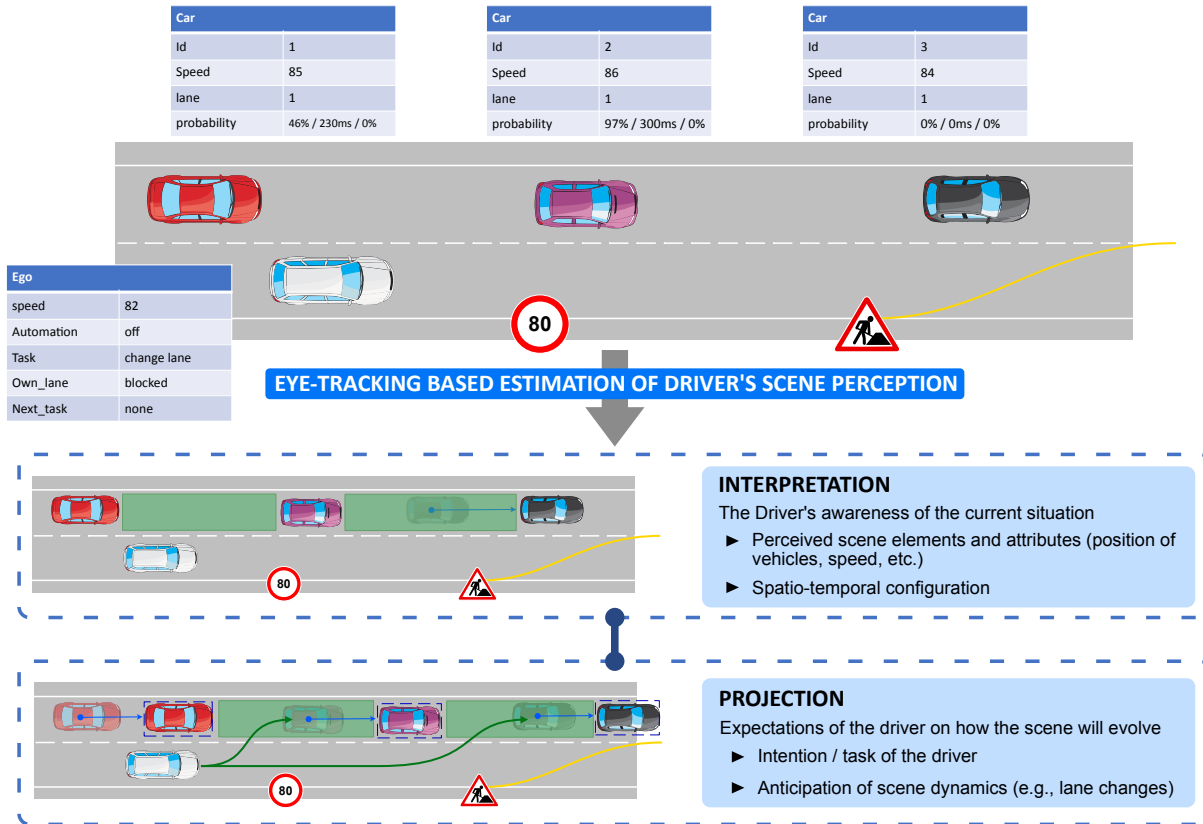 Car
Id 1
Speed 85
lane 1
probability 46% / 230ms / 0%
Car
Id 2
Speed 86
lane 1
probability 97% / 300ms / 0%
Car
Id 3
Speed 84
lane 1
probability 0% / 0ms / 0%
Ego
speed 82
Automation off
Task change lane
Own_lane blocked
Next_task none
80
EYE-TRACKING BASED ESTIMATION OF DRIVER'S SCENE PERCEPTION
80
INTERPRETATION
The Driver's awareness of the current situation
► Perceived scene elements and attributes (position of
vehicles, speed, etc.)
► Spatio-temporal configuration
80
PROJECTION
Expectations of the driver on how the scene will evolve
► Intention / task of the driver
► Anticipation of scene dynamics (e.g., lane changes)